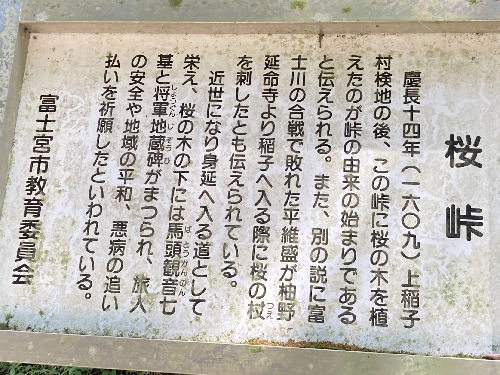 桜峠
慶長十四年（一六〇九）上稲子
村検地の後、この峠に桜の木を植
えたのが峠の由来の始まりである
と伝えられる。また、別の説に富
士川の合戦で敗れた平維盛が柚野
延命寺より稲子へ入る際に桜の杖
を刺したとも伝えられている。
近世になり身延へ入る道として
栄え、桜の木の下には馬頭観音七
基と将軍地蔵碑がまつられ、旅人
の安全や地域の平和、悪病の追い
払いを祈願したといわれている。
富士宮市教育委員会